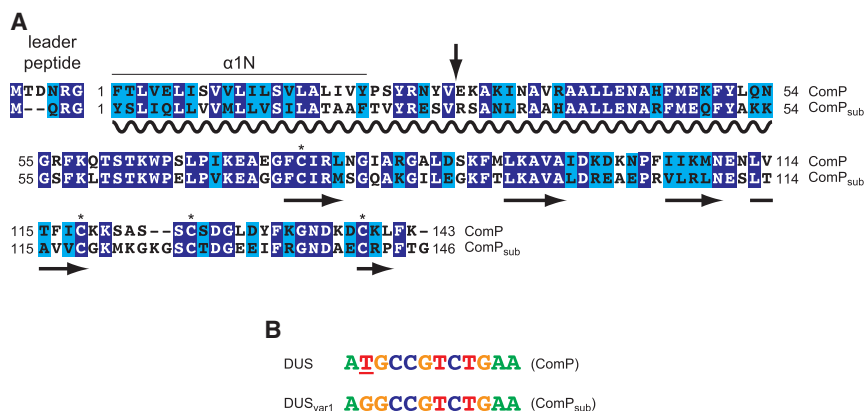 A
leader
peptide
α1N
MTDNRG 1 FTLVELISVVLILSVLALIVYPSYRNYVEKAKINAVRAALLENAHFMEKFYLQN 54 ComP
M--QRG 1 YSLIQLLVVMLLVSILATAAFTVYRESVRSANLRAAHAALLENARFMEQFYAKK 54 ComPsub
*
55 GRFKQTSTKWPSLPIKEAEGFCIRLNGIARGALDSKFMLKAVAIDKDKNPFIIKMNENLV 114 ComP
55 GSFKLTSTKWPELPVKEAGGFCIRMSGQAKGILEGKFTLKAVALDREAEPRVLRLNESLT 114 ComPsub
* * *
115 TFICKKSAS--SCSDGLDYFKGNDKDCKLFK- 143 ComP
115 AVVCGKMKGKGSCTDGEEIFRGNDAECRPFTG 146 ComPsub
B
DUS ATGCCGTCTGAA (ComP)
DUSvar1 AGGCCGTCTGAA (ComPsub)